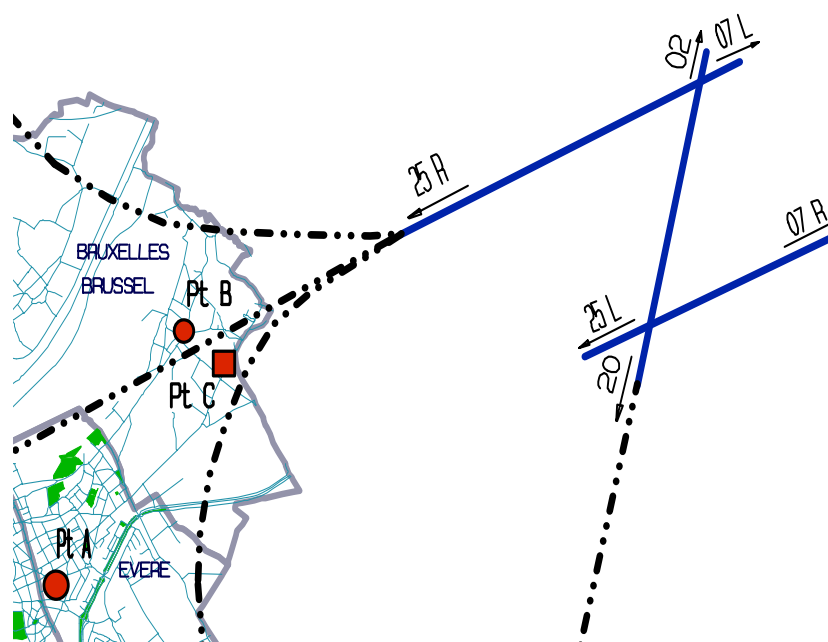 02
07 L
25 R
07 R
BRUXELLES
BRUSSEL
Pt B
25 L
20
Pt C
Pt A
EVERE